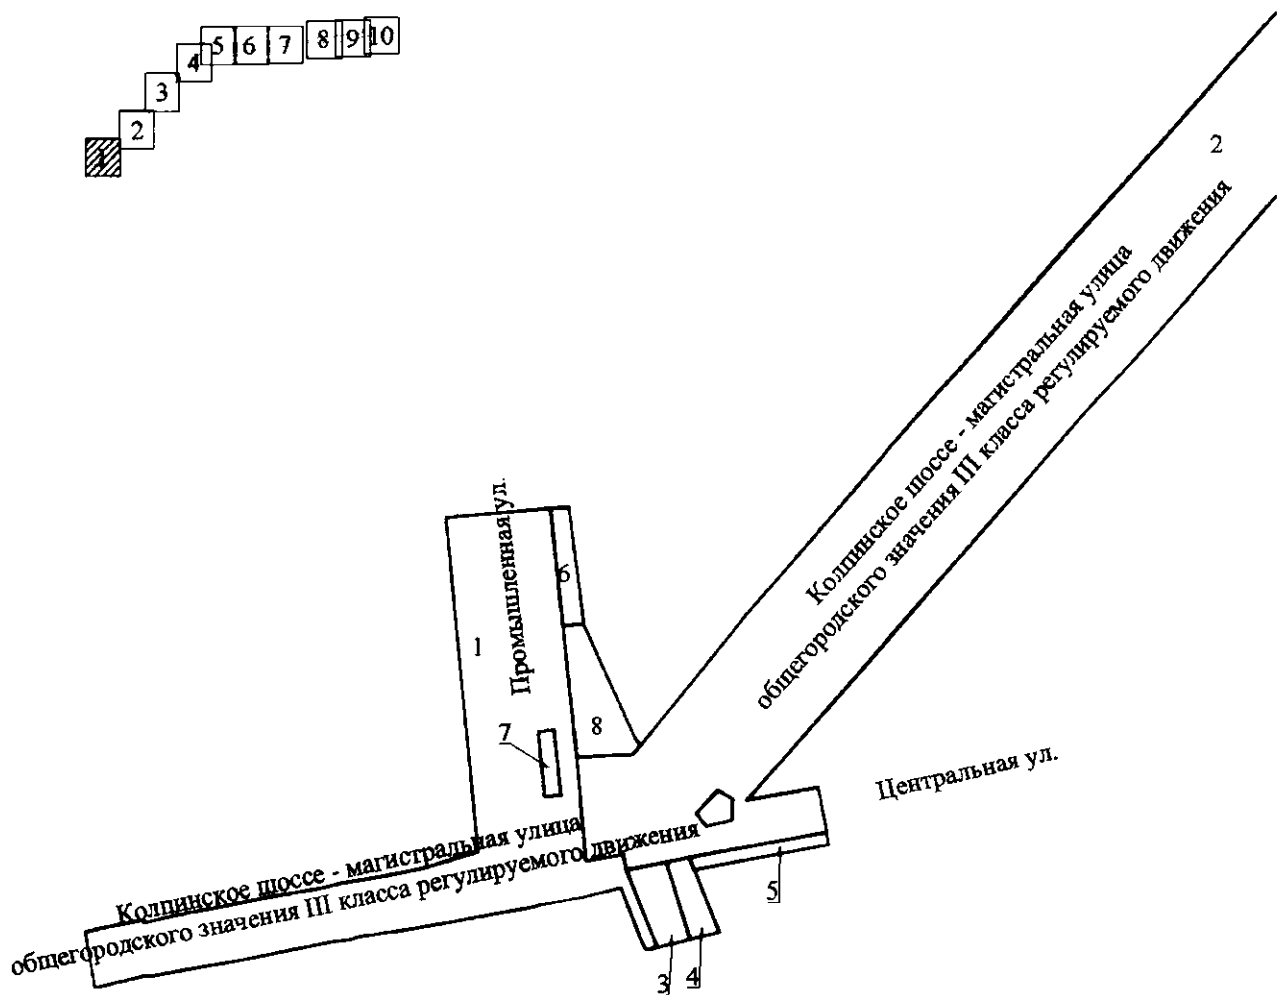 5 6 7 8 9 10
4
3
2
1
2
Колпинское шоссе - магистральная улица
общегородского значения III класса регулируемого движения
Промышленная ул.
6
1
7
8
Центральная ул.
Колпинское шоссе - магистральная улица
общегородского значения III класса регулируемого движения
5
3
4